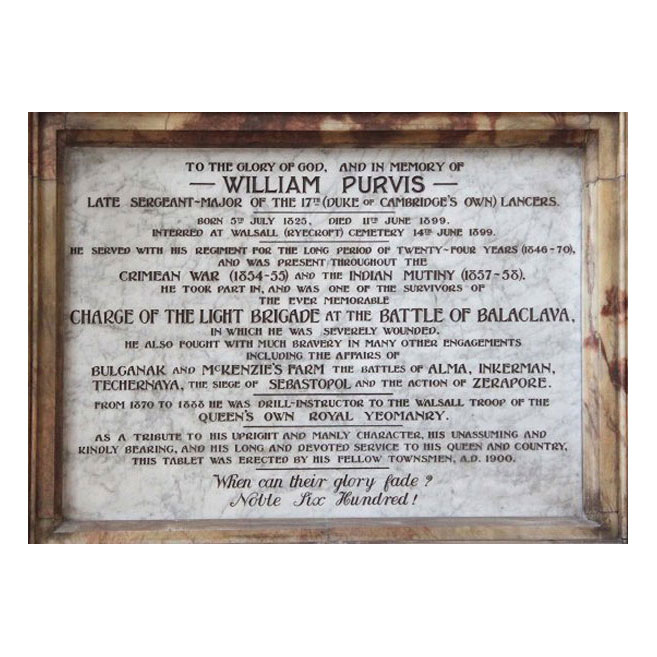 TO THE GLORY OF GOD, AND IN MEMORY OF
— WILLIAM PURVIS —
LATE SERGEANT-MAJOR OF THE 17TH (DUKE OF CAMBRIDGE'S OWN) LANCERS.
BORN 5TH JULY 1825, DIED 11TH JUNE 1899.
INTERRED AT WALSALL (RYECROFT) CEMETERY 14TH JUNE 1899.
HE SERVED WITH HIS REGIMENT FOR THE LONG PERIOD OF TWENTY-FOUR YEARS (1846-70),
AND WAS PRESENT THROUGHOUT THE
CRIMEAN WAR (1854-55) AND THE INDIAN MUTINY (1857-58).
HE TOOK PART IN, AND WAS ONE OF THE SURVIVORS OF
THE EVER MEMORABLE
CHARGE OF THE LIGHT BRIGADE AT THE BATTLE OF BALACLAVA,
IN WHICH HE WAS SEVERELY WOUNDED.
HE ALSO FOUGHT WITH MUCH BRAVERY IN MANY OTHER ENGAGEMENTS
INCLUDING THE AFFAIRS OF
BULGANAK AND MCKENZIE'S FARM THE BATTLES OF ALMA, INKERMAN,
TECHERNAYA, THE SIEGE OF SEBASTOPOL AND THE ACTION OF ZERAPORE.
FROM 1870 TO 1888 HE WAS DRILL-INSTRUCTOR TO THE WALSALL TROOP OF THE
QUEEN'S OWN ROYAL YEOMANRY.
AS A TRIBUTE TO HIS UPRIGHT AND MANLY CHARACTER, HIS UNASSUMING AND
KINDLY BEARING, AND HIS LONG AND DEVOTED SERVICE TO HIS QUEEN AND COUNTRY,
THIS TABLET WAS ERECTED BY HIS FELLOW TOWNSMEN, A.D. 1900.
When can their glory fade?
Noble Six Hundred!